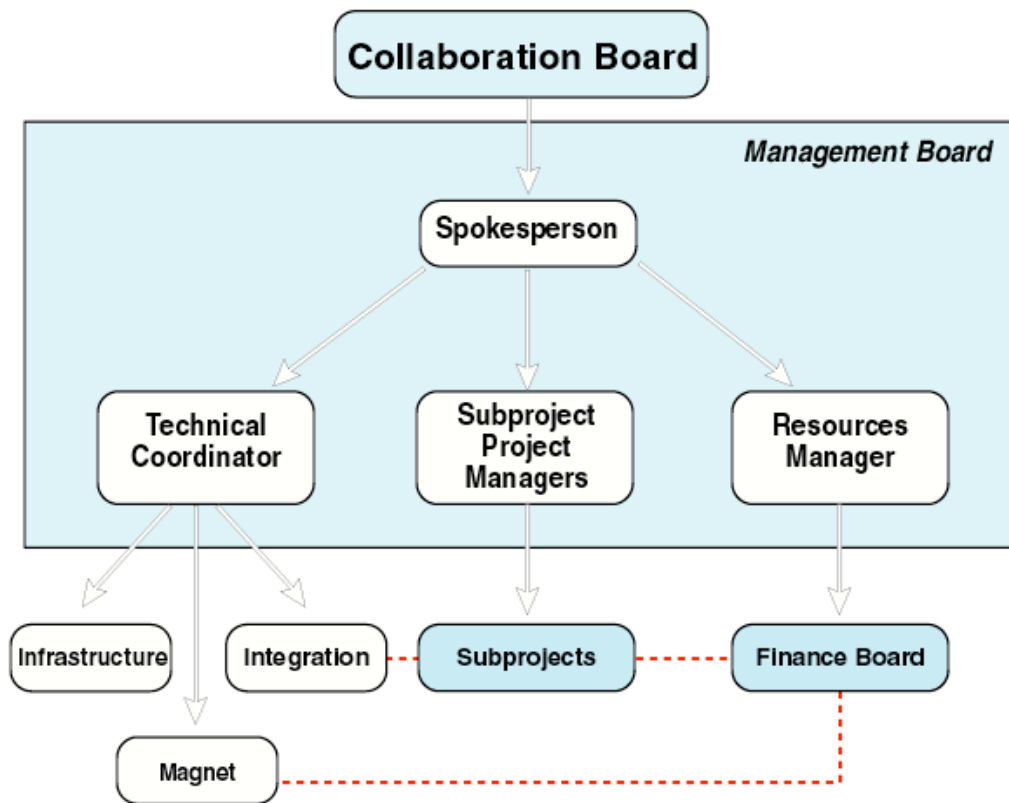 Collaboration Board
Management Board
Spokesperson
Technical
Coordinator
Subproject
Project
Managers
Resources
Manager
Infrastructure
Integration
Subprojects
Finance Board
Magnet